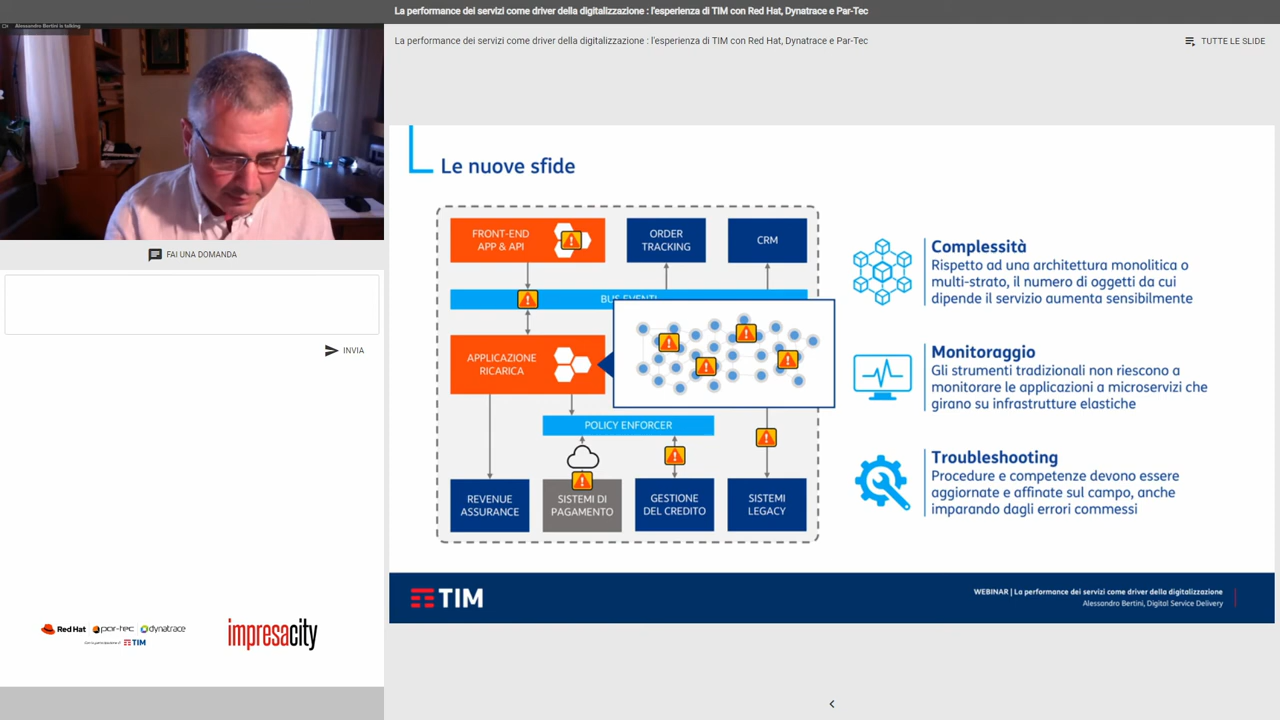 La performance dei servizi come driver della digitalizzazione : l'esperienza di TIM con Red Hat, Dynatrace e Par-Tec
Alessandro Bertini is talking
La performance dei servizi come driver della digitalizzazione : l'esperienza di TIM con Red Hat, Dynatrace e Par-Tec
TUTTE LE SLIDE
FAI UNA DOMANDA
INVIA
Red Hat par-tec dynatrace
TIM
impresacity
Le nuove sfide
FRONT-END
APP & API
ORDER
TRACKING
CRM
BUS EVENTI
APPLICAZIONE
RICARICA
POLICY ENFORCER
REVENUE
ASSURANCE
SISTEMI DI
PAGAMENTO
GESTIONE
DEL CREDITO
SISTEMI
LEGACY
Complessità
Rispetto ad una architettura monolitica o
multi-strato, il numero di oggetti da cui
dipende il servizio aumenta sensibilmente
Monitoraggio
Gli strumenti tradizionali non riescono a
monitorare le applicazioni a microservizi che
girano su infrastrutture elastiche
Troubleshooting
Procedure e competenze devono essere
aggiornate e affinate sul campo, anche
imparando dagli errori commessi
TIM
WEBINAR | La performance dei servizi come driver della digitalizzazione
Alessandro Bertini, Digital Service Delivery